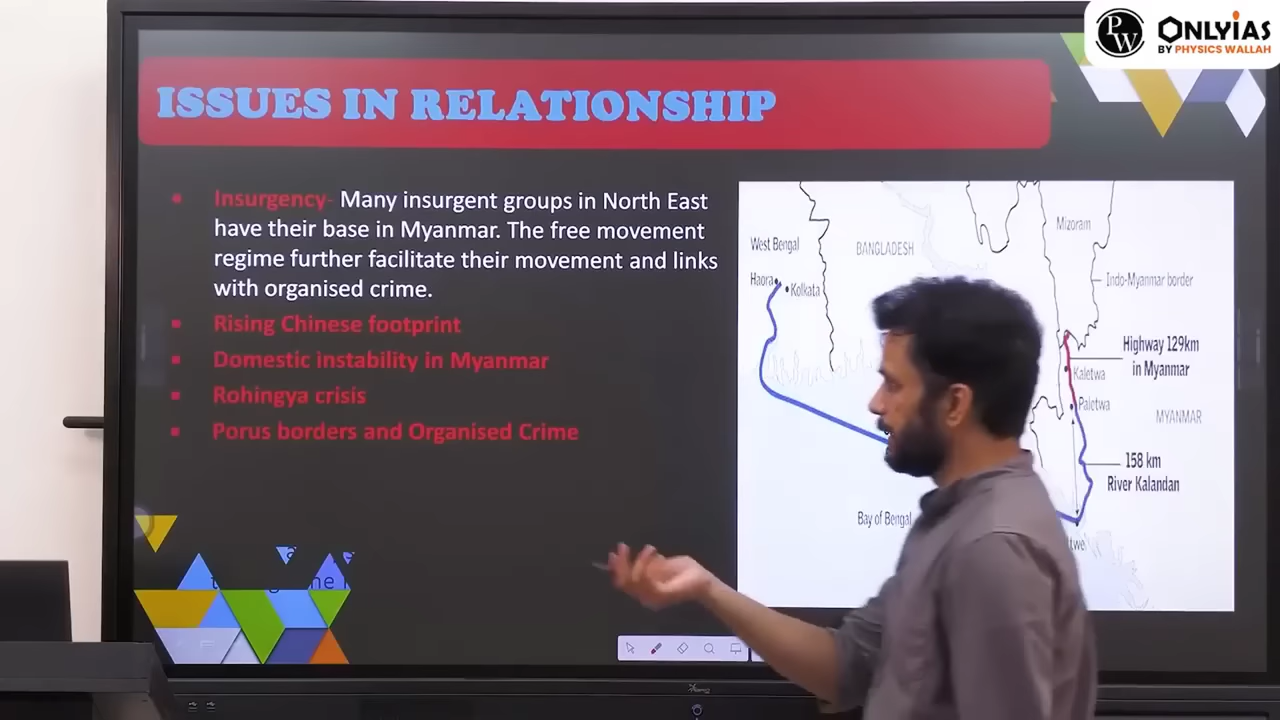 PW
ONLYIAS
BY PHYSICS WALLAH
ISSUES IN RELATIONSHIP
Insurgency- Many insurgent groups in North East
have their base in Myanmar. The free movement
regime further facilitate their movement and links
with organised crime.
Rising Chinese footprint
Domestic instability in Myanmar
Rohingya crisis
Porus borders and Organised Crime
West Bengal
BANGLADESH
Mizoram
Haora
Kolkata
Indo-Myanmar border
Highway 129km
in Myanmar
Kaletwa
Paletwa
MYANMAR
158 km
River Kalandan
Bay of Bengal